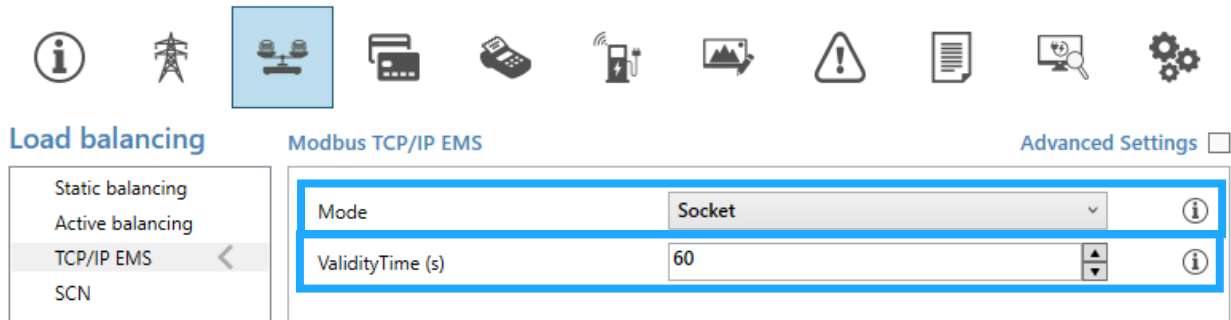 Load balancing
Modbus TCP/IP EMS
Advanced Settings
Static balancing
Active balancing
TCP/IP EMS
SCN
Mode
Socket
ValidityTime (s)
60